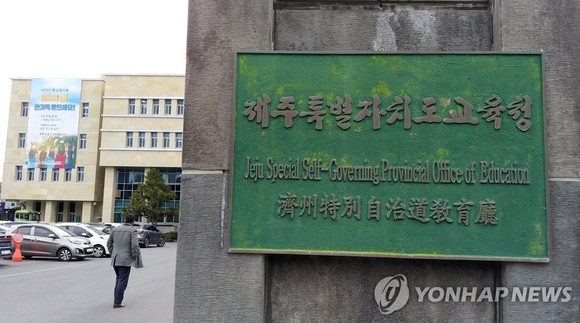 제주특별자치도교육청
Jeju Special Self-Governing Provincial Office of Education
濟州特別自治道教育廳
YONHAP NEWS